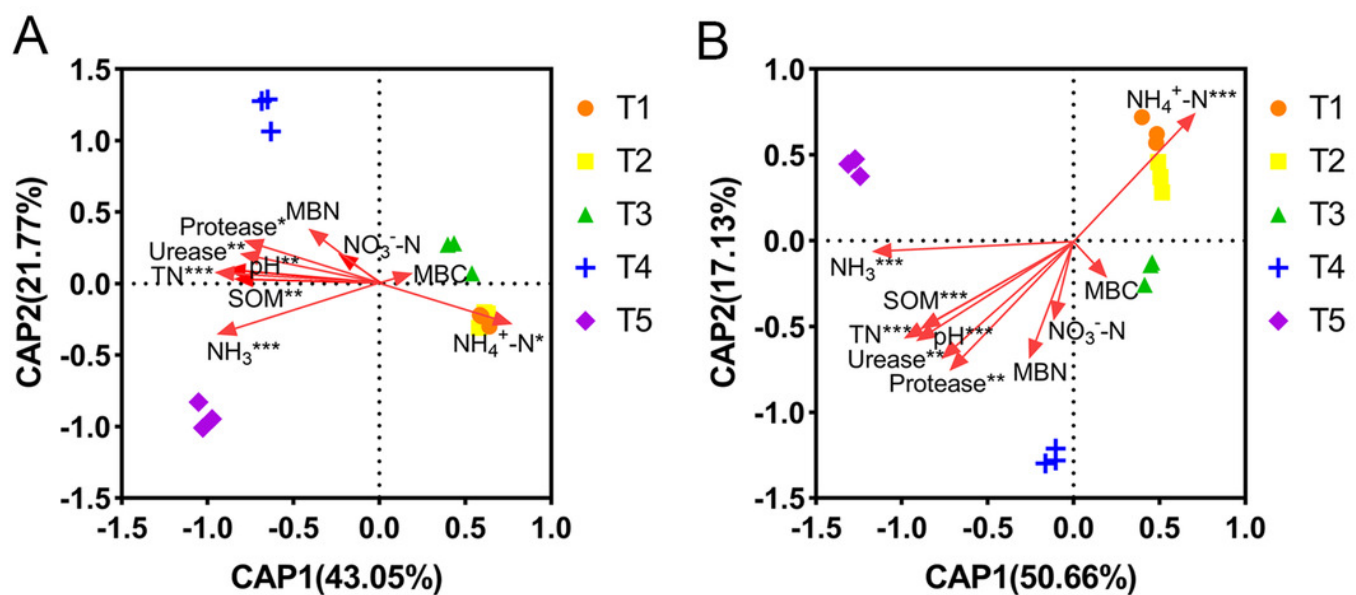 A
1.5
1.0
0.5
0.0
-0.5
-1.0
-1.5
-1.5
-1.0
-0.5
0.0
0.5
1.0
CAP2(21.77%)
CAP1(43.05%)
Protease*
MBN
Urease**
NO₃⁻-N
TN***
pH**
MBC
SOM**
NH₃***
NH₄⁺-N*
T1
T2
T3
T4
T5
B
1.0
0.5
0.0
-0.5
-1.0
-1.5
-1.5
-1.0
-0.5
0.0
0.5
1.0
CAP2(17.13%)
CAP1(50.66%)
NH₄⁺-N***
NH₃***
MBC
SOM***
TN***
pH***
NO₃⁻-N
Urease**
MBN
Protease**
T1
T2
T3
T4
T5